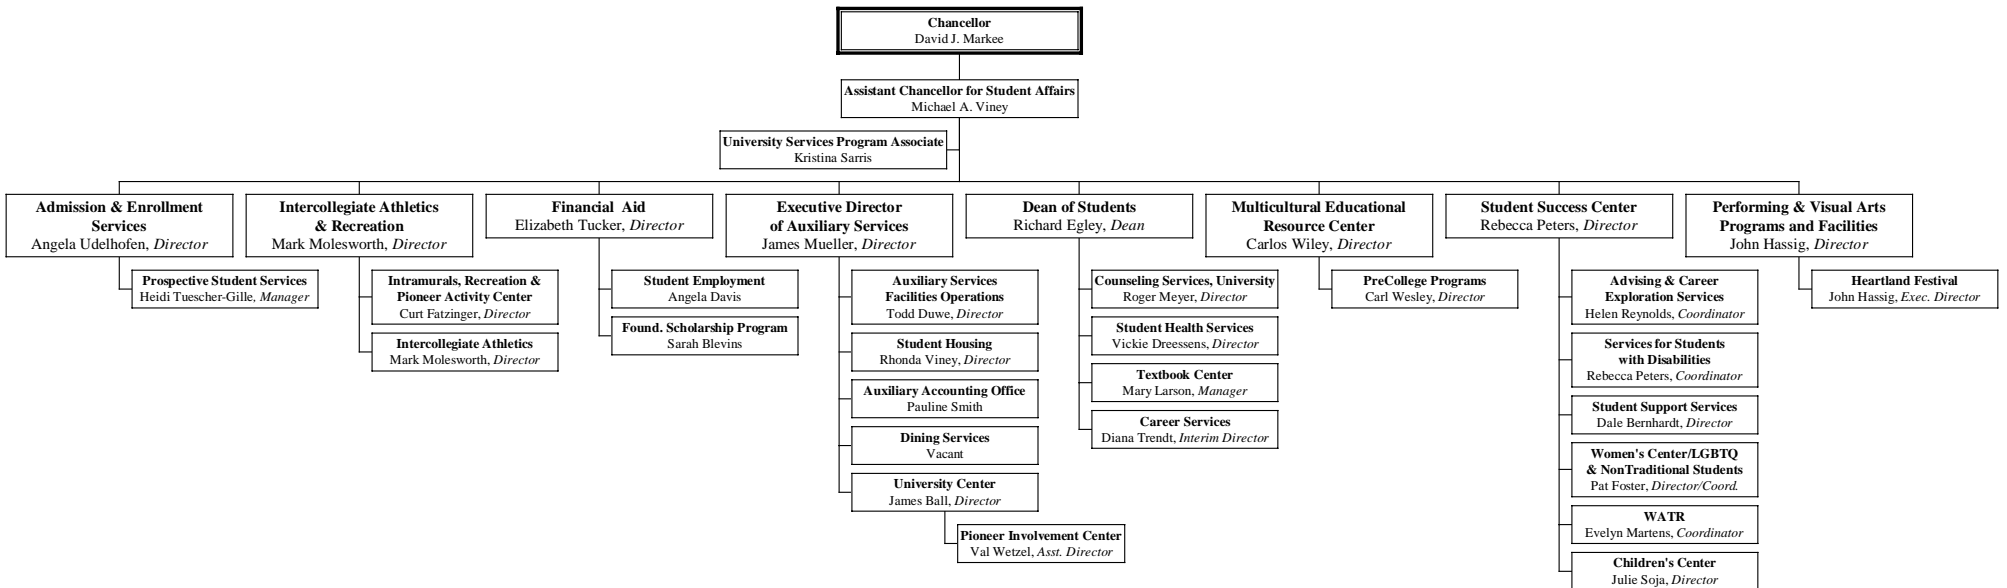 Chancellor
David J. Markee
Assistant Chancellor for Student Affairs
Michael A. Viney
University Services Program Associate
Kristina Sarris
Admission & Enrollment
Services
Angela Udelhofen, Director
Prospective Student Services
Heidi Tuescher-Gille, Manager
Intercollegiate Athletics
& Recreation
Mark Molesworth, Director
Intramurals, Recreation &
Pioneer Activity Center
Curt Fatzinger, Director
Intercollegiate Athletics
Mark Molesworth, Director
Financial Aid
Elizabeth Tucker, Director
Student Employment
Angela Davis
Found. Scholarship Program
Sarah Blevins
Executive Director
of Auxiliary Services
James Mueller, Director
Auxiliary Services
Facilities Operations
Todd Duwe, Director
Student Housing
Rhonda Viney, Director
Auxiliary Accounting Office
Pauline Smith
Dining Services
Vacant
University Center
James Ball, Director
Pioneer Involvement Center
Val Wetzel, Asst. Director
Dean of Students
Richard Egley, Dean
Counseling Services, University
Roger Meyer, Director
Student Health Services
Vickie Dreessens, Director
Textbook Center
Mary Larson, Manager
Career Services
Diana Trendt, Interim Director
Multicultural Educational
Resource Center
Carlos Wiley, Director
PreCollege Programs
Carl Wesley, Director
Student Success Center
Rebecca Peters, Director
Advising & Career
Exploration Services
Helen Reynolds, Coordinator
Services for Students
with Disabilities
Rebecca Peters, Coordinator
Student Support Services
Dale Bernhardt, Director
Women's Center/LGBTQ
& NonTraditional Students
Pat Foster, Director/Coord.
WATR
Evelyn Martens, Coordinator
Children's Center
Julie Soja, Director
Performing & Visual Arts
Programs and Facilities
John Hassig, Director
Heartland Festival
John Hassig, Exec. Director